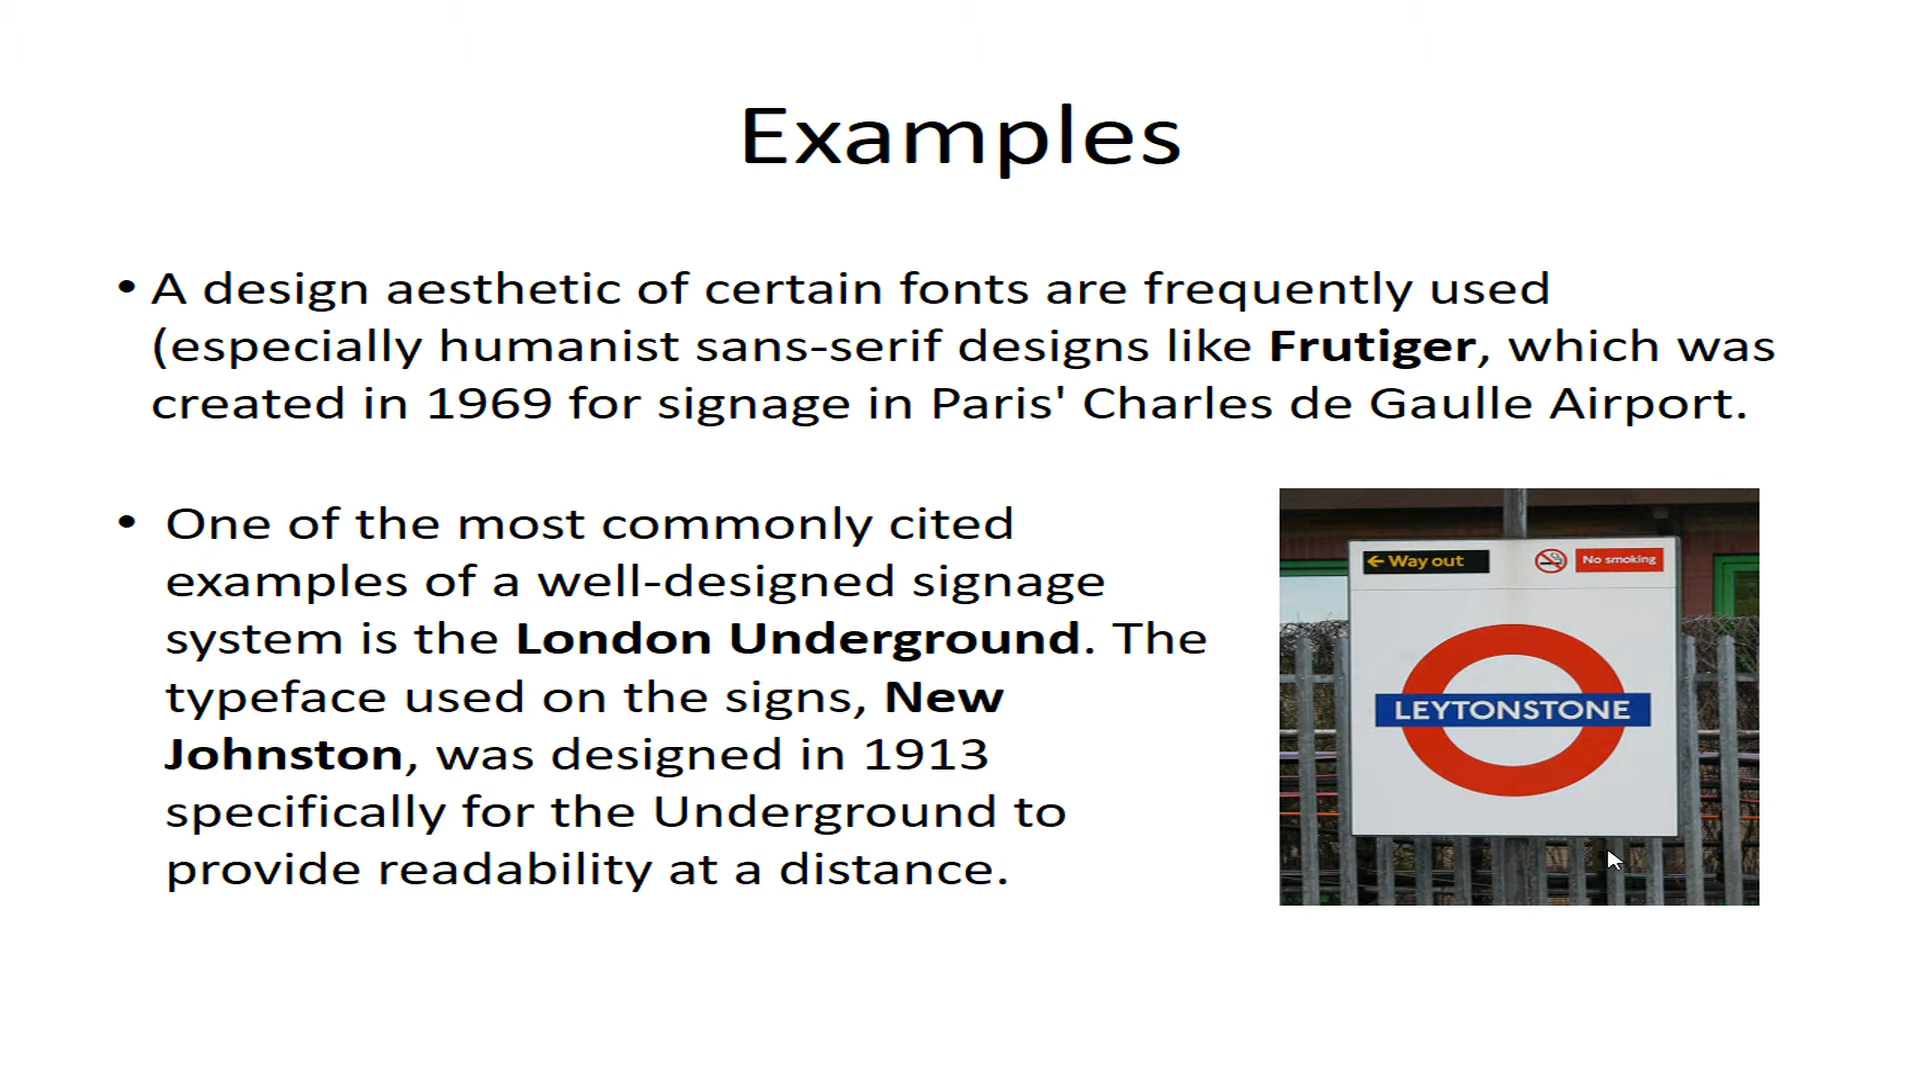 Examples
• A design aesthetic of certain fonts are frequently used
(especially humanist sans-serif designs like Frutiger, which was
created in 1969 for signage in Paris' Charles de Gaulle Airport.
• One of the most commonly cited
examples of a well-designed signage
system is the London Underground. The
typeface used on the signs, New
Johnston, was designed in 1913
specifically for the Underground to
provide readability at a distance.
← Way out
No smoking
LEYTONSTONE